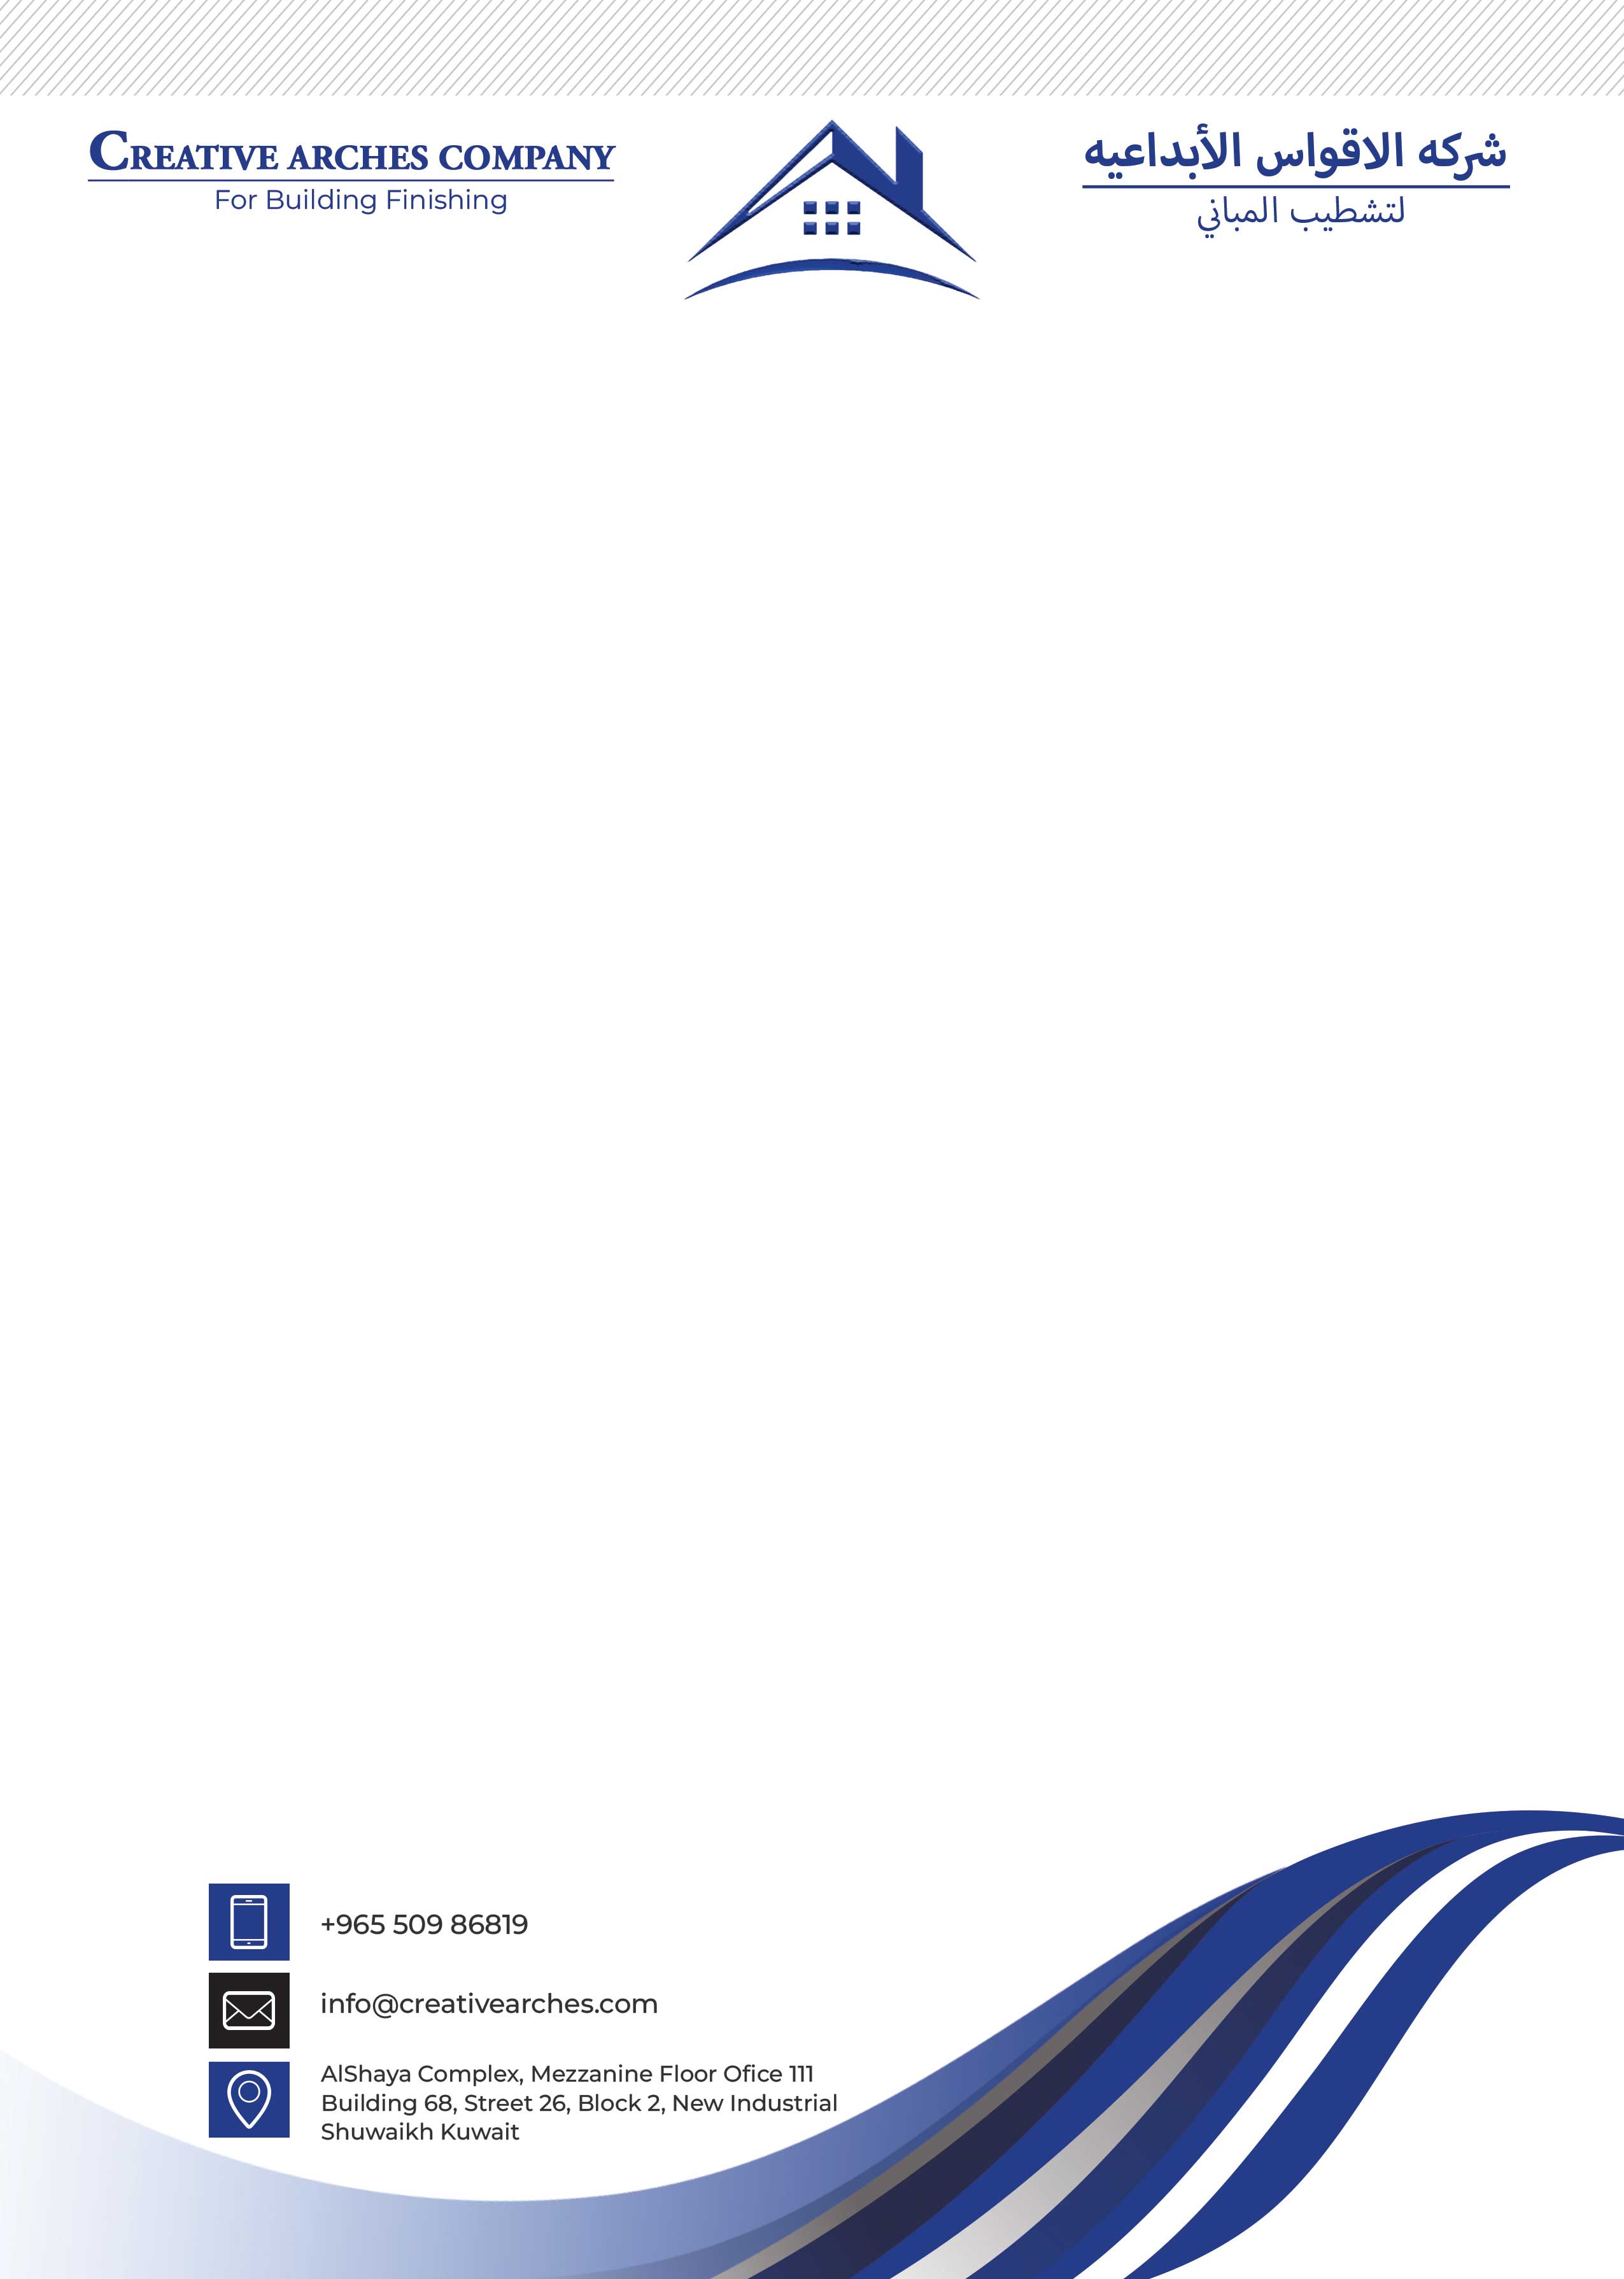 CREATIVE ARCHES COMPANY
For Building Finishing
شركه الاقواس الأبداعيه
لتشطيب المباني
+965 509 86819
info@creativearches.com
AlShaya Complex, Mezzanine Floor Ofice 111
Building 68, Street 26, Block 2, New Industrial
Shuwaikh Kuwait